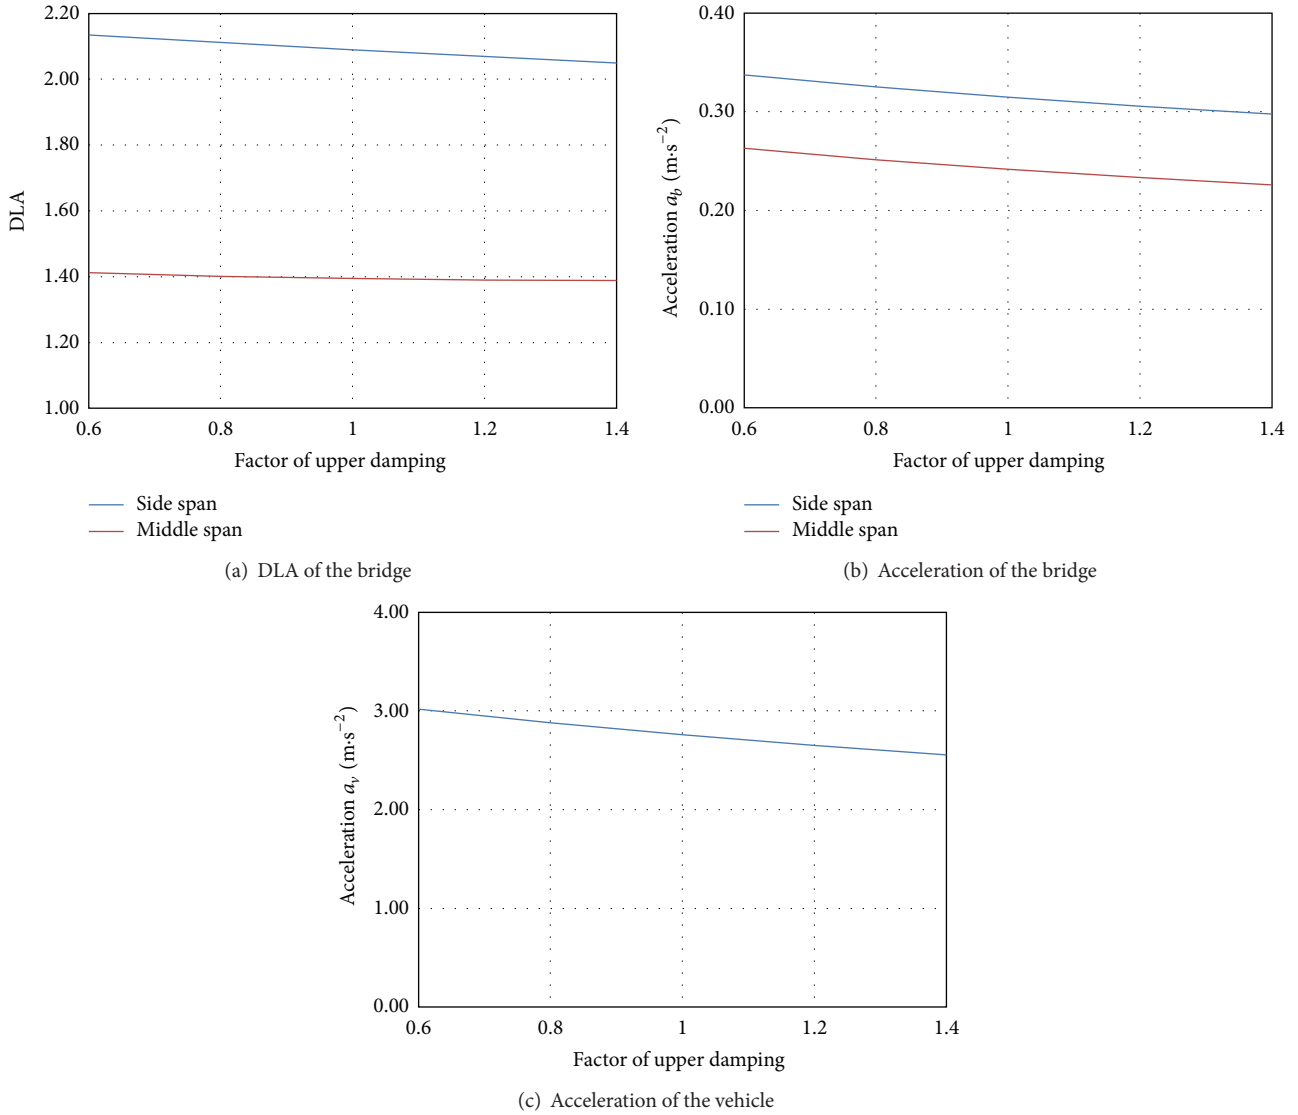 2.20
2.00
1.80
1.60
1.40
1.20
1.00
DLA
0.6 0.8 1 1.2 1.4
Factor of upper damping
Side span
Middle span
(a) DLA of the bridge
0.40
0.30
0.20
0.10
0.00
Acceleration a_b (m·s⁻²)
0.6 0.8 1 1.2 1.4
Factor of upper damping
Side span
Middle span
(b) Acceleration of the bridge
4.00
3.00
2.00
1.00
0.00
Acceleration a_v (m·s⁻²)
0.6 0.8 1 1.2 1.4
Factor of upper damping
(c) Acceleration of the vehicle